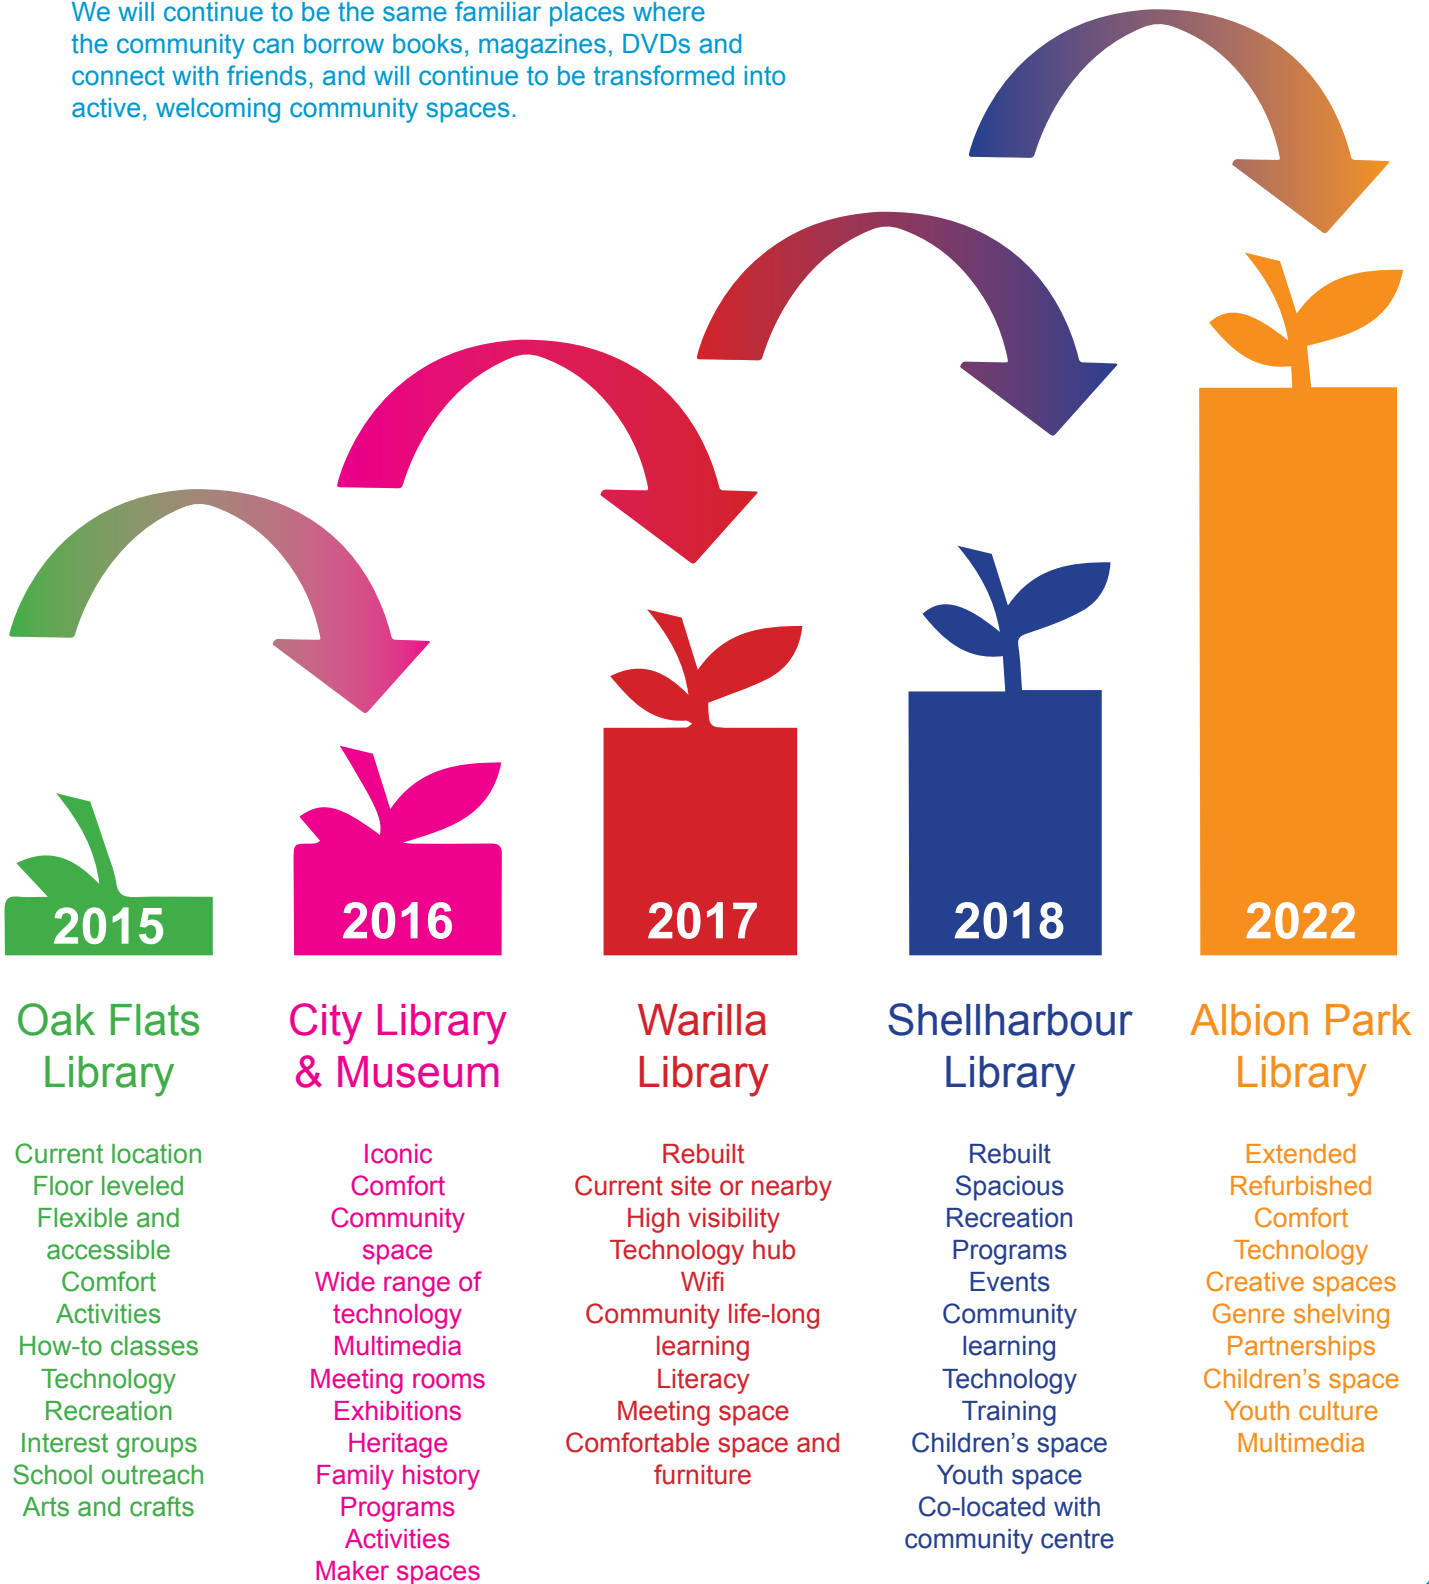 We will continue to be the same familiar places where
the community can borrow books, magazines, DVDs and
connect with friends, and will continue to be transformed into
active, welcoming community spaces.
2015
2016
2017
2018
2022
Oak Flats
Library
Current location
Floor leveled
Flexible and
accessible
Comfort
Activities
How-to classes
Technology
Recreation
Interest groups
School outreach
Arts and crafts
City Library
& Museum
Iconic
Comfort
Community
space
Wide range of
technology
Multimedia
Meeting rooms
Exhibitions
Heritage
Family history
Programs
Activities
Maker spaces
Warilla
Library
Rebuilt
Current site or nearby
High visibility
Technology hub
Wifi
Community life-long
learning
Literacy
Meeting space
Comfortable space and
furniture
Shellharbour
Library
Rebuilt
Spacious
Recreation
Programs
Events
Community
learning
Technology
Training
Children's space
Youth space
Co-located with
community centre
Albion Park
Library
Extended
Refurbished
Comfort
Technology
Creative spaces
Genre shelving
Partnerships
Children's space
Youth culture
Multimedia